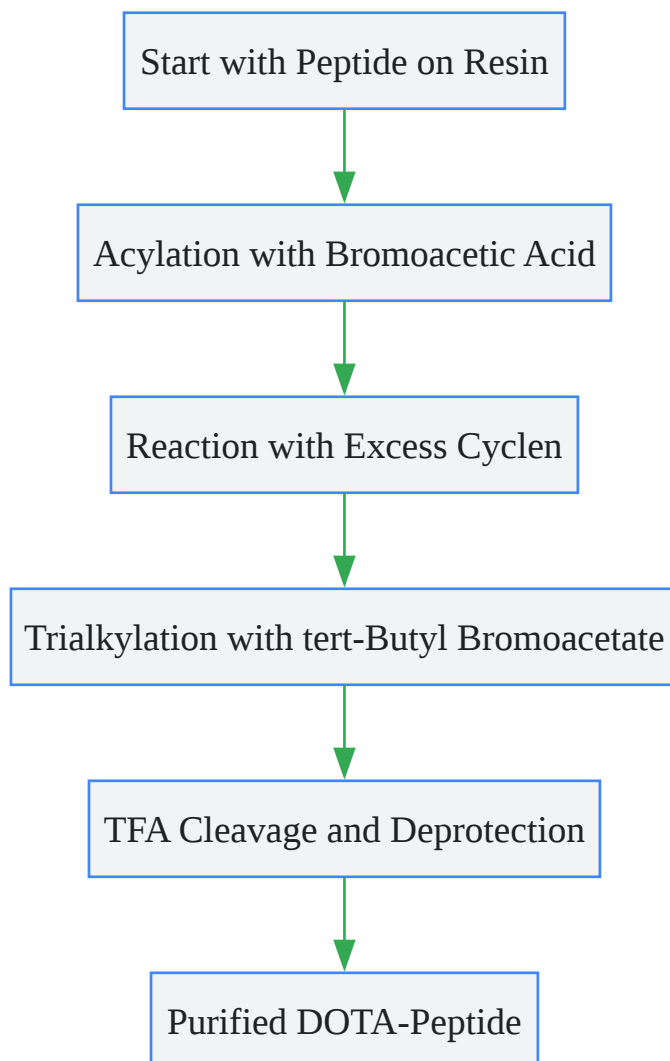 Start with Peptide on Resin
Acylation with Bromoacetic Acid
Reaction with Excess Cyclen
Trialkylation with tert-Butyl Bromoacetate
TFA Cleavage and Deprotection
Purified DOTA-Peptide